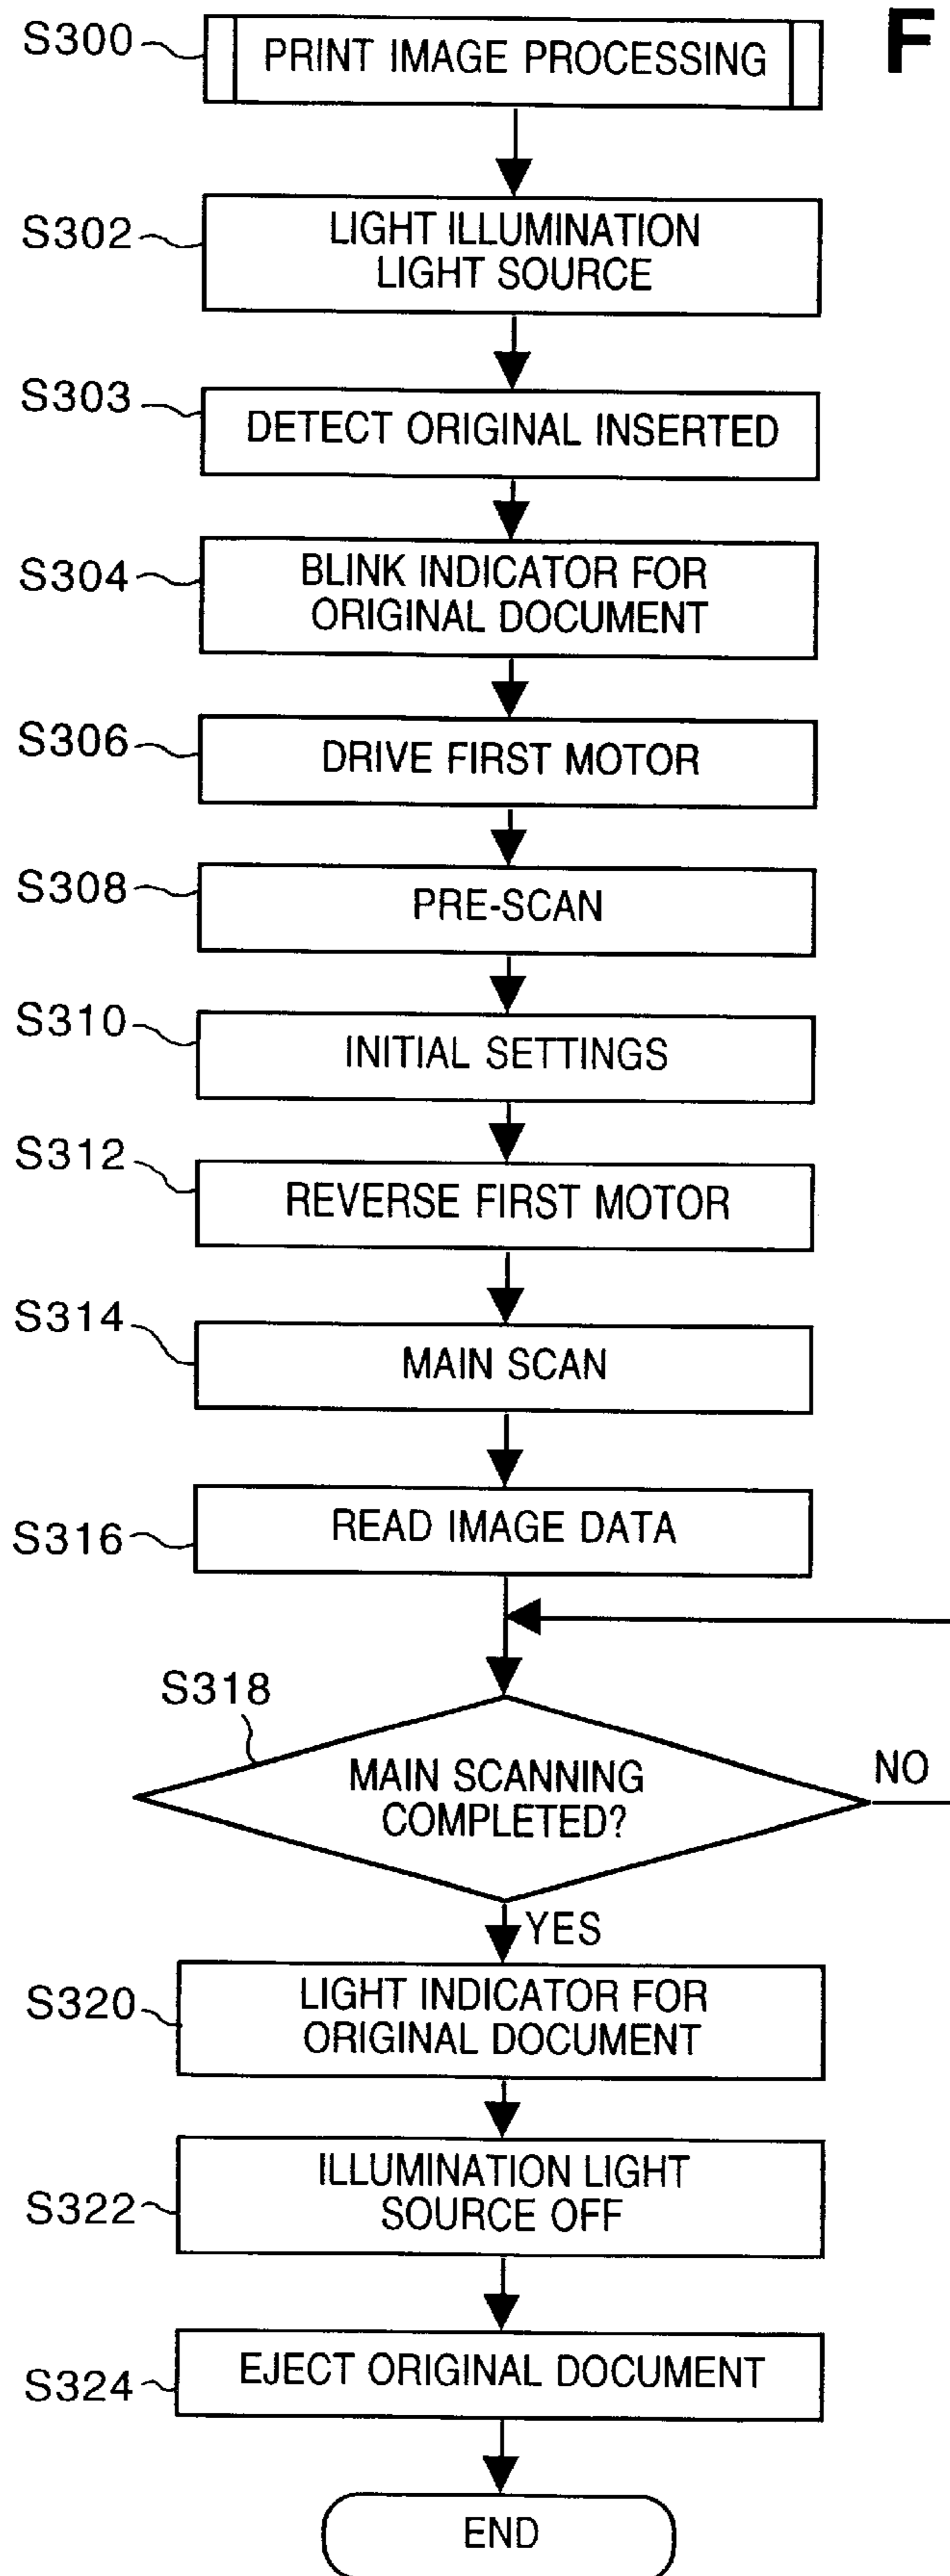 S300
PRINT IMAGE PROCESSING
F
S302
LIGHT ILLUMINATION
LIGHT SOURCE
S303
DETECT ORIGINAL INSERTED
S304
BLINK INDICATOR FOR
ORIGINAL DOCUMENT
S306
DRIVE FIRST MOTOR
S308
PRE-SCAN
S310
INITIAL SETTINGS
S312
REVERSE FIRST MOTOR
S314
MAIN SCAN
S316
READ IMAGE DATA
S318
MAIN SCANNING
COMPLETED?
NO
YES
S320
LIGHT INDICATOR FOR
ORIGINAL DOCUMENT
S322
ILLUMINATION LIGHT
SOURCE OFF
S324
EJECT ORIGINAL DOCUMENT
END